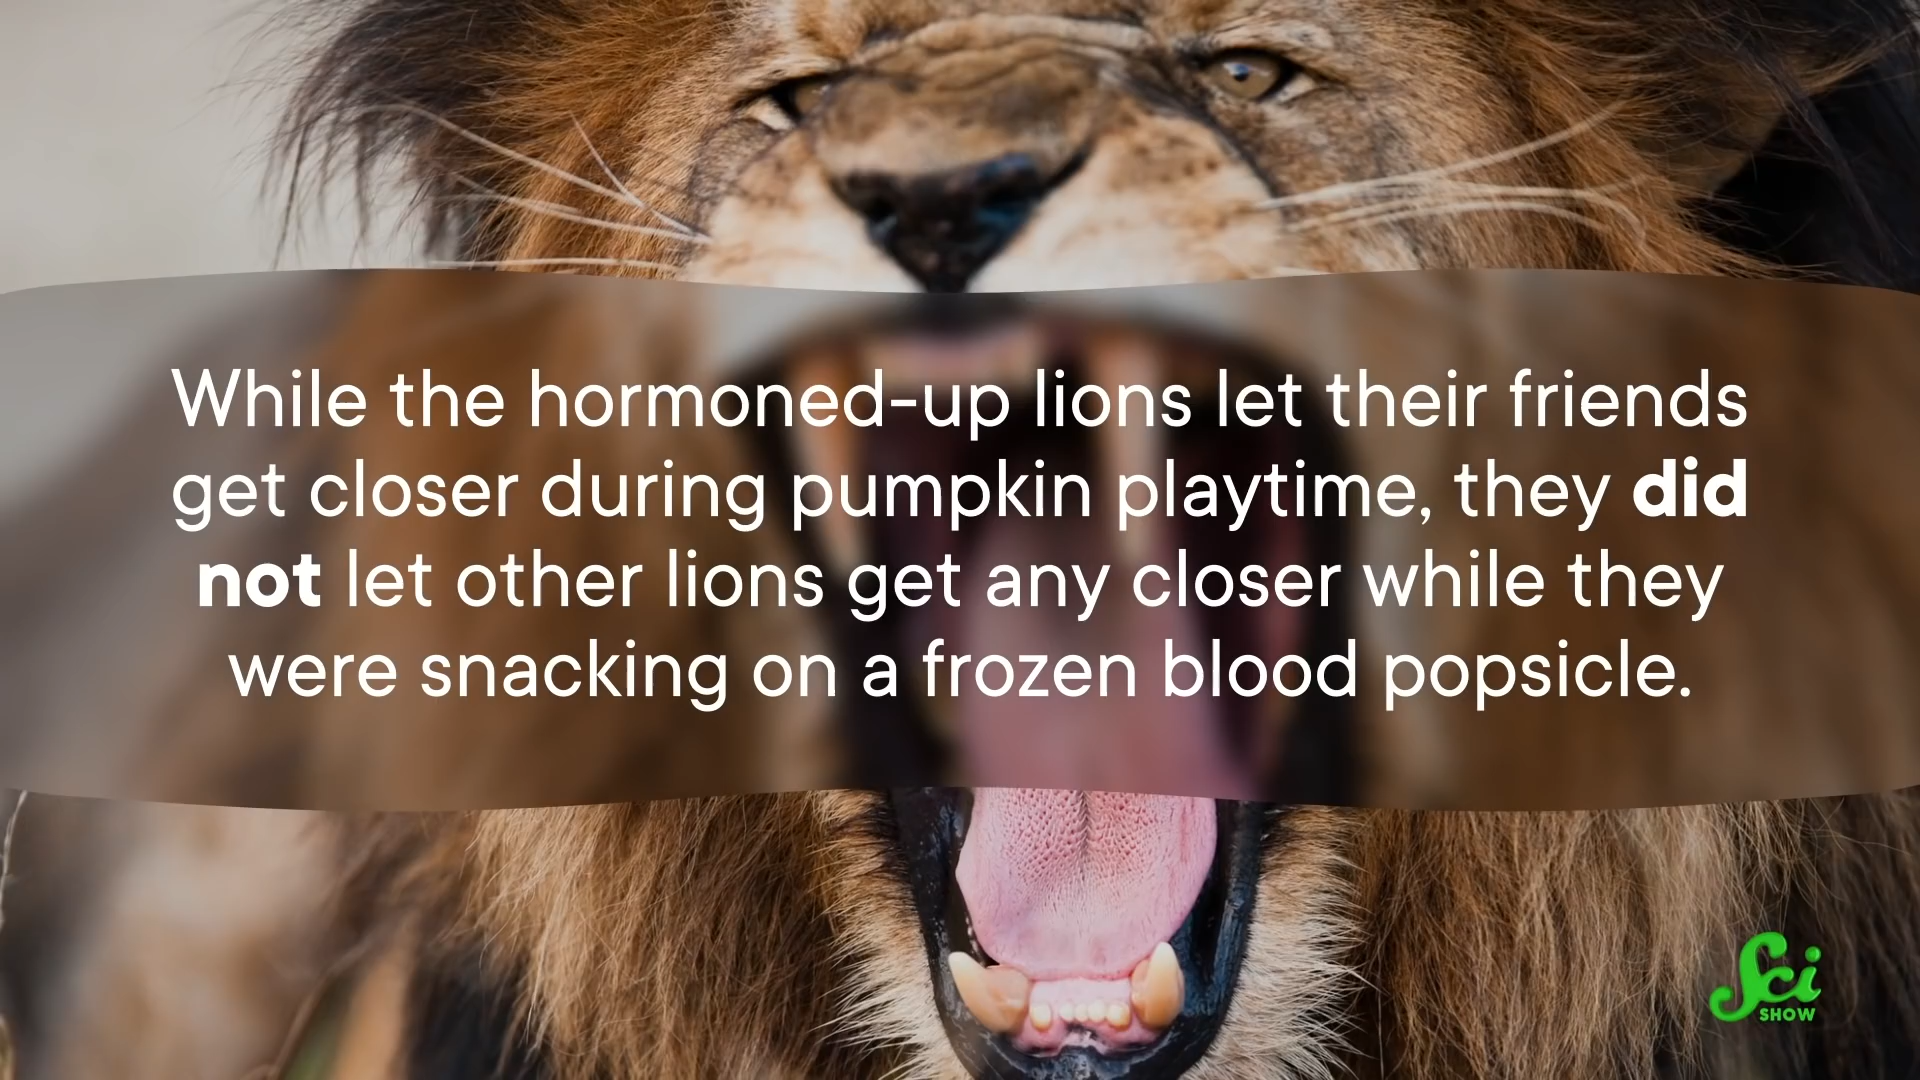 While the hormoned-up lions let their friends
get closer during pumpkin playtime, they did
not let other lions get any closer while they
were snacking on a frozen blood popsicle.
Sci
SHOW